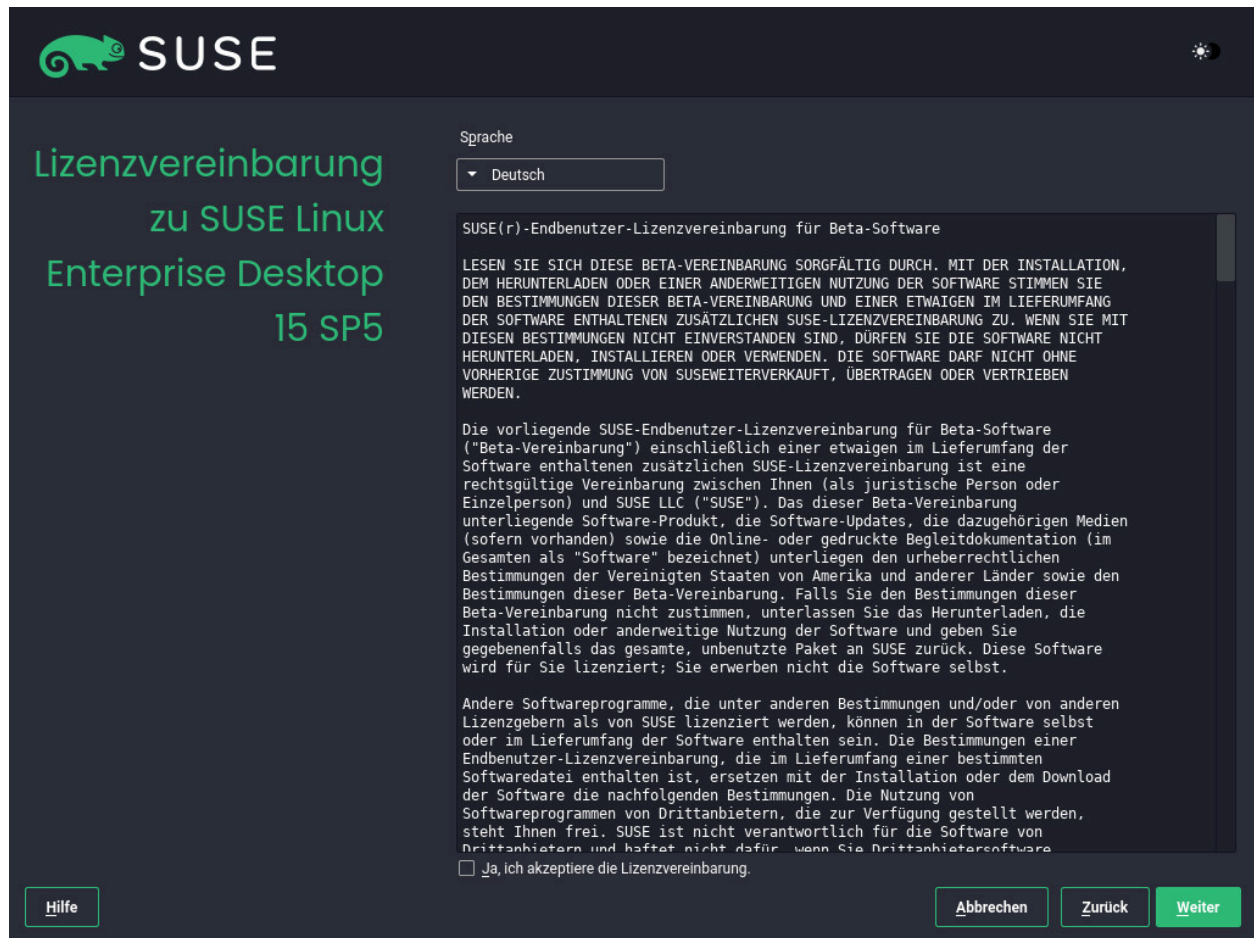 SUSE
Lizenzvereinbarung
zu SUSE Linux
Enterprise Desktop
15 SP5
Sprache
Deutsch
SUSE(r)-Endbenutzer-Lizenzvereinbarung für Beta-Software
LESEN SIE SICH DIESE BETA-VEREINBARUNG SORGFÄLTIG DURCH. MIT DER INSTALLATION,
DEM HERUNTERLADEN ODER EINER ANDERWEITIGEN NUTZUNG DER SOFTWARE STIMMEN SIE
DEN BESTIMMUNGEN DIESER BETA-VEREINBARUNG UND EINER ETWAIGEN IM LIEFERUMFANG
DER SOFTWARE ENTHALTENEN ZUSÄTZLICHEN SUSE-LIZENZVEREINBARUNG ZU. WENN SIE MIT
DIESEN BESTIMMUNGEN NICHT EINVERSTANDEN SIND, DÜRFEN SIE DIE SOFTWARE NICHT
HERUNTERLADEN, INSTALLIEREN ODER VERWENDEN. DIE SOFTWARE DARF NICHT OHNE
VORHERIGE ZUSTIMMUNG VON SUSEWEITERVERKAUFT, ÜBERTRAGEN ODER VERTRIEBEN
WERDEN.
Die vorliegende SUSE-Endbenutzer-Lizenzvereinbarung für Beta-Software
("Beta-Vereinbarung") einschließlich einer etwaigen im Lieferumfang der
Software enthaltenen zusätzlichen SUSE-Lizenzvereinbarung ist eine
rechtsgültige Vereinbarung zwischen Ihnen (als juristische Person oder
Einzelperson) und SUSE LLC ("SUSE"). Das dieser Beta-Vereinbarung
unterliegende Software-Produkt, die Software-Updates, die dazugehörigen Medien
(sofern vorhanden) sowie die Online- oder gedruckte Begleitdokumentation (im
Gesamten als "Software" bezeichnet) unterliegen den urheberrechtlichen
Bestimmungen der Vereinigten Staaten von Amerika und anderer Länder sowie den
Bestimmungen dieser Beta-Vereinbarung. Falls Sie den Bestimmungen dieser
Beta-Vereinbarung nicht zustimmen, unterlassen Sie das Herunterladen, die
Installation oder anderweitige Nutzung der Software und geben Sie
gegebenenfalls das gesamte, unbenutzte Paket an SUSE zurück. Diese Software
wird für Sie lizenziert; Sie erwerben nicht die Software selbst.
Andere Softwareprogramme, die unter anderen Bestimmungen und/oder von anderen
Lizenzgebern als von SUSE lizenziert werden, können in der Software selbst
oder im Lieferumfang der Software enthalten sein. Die Bestimmungen einer
Endbenutzer-Lizenzvereinbarung, die im Lieferumfang einer bestimmten
Softwaredatei enthalten ist, ersetzen mit der Installation oder dem Download
der Software die nachfolgenden Bestimmungen. Die Nutzung von
Softwareprogrammen von Drittanbietern, die zur Verfügung gestellt werden,
steht Ihnen frei. SUSE ist nicht verantwortlich für die Software von
Drittanbietern und haftet nicht dafür, wenn Sie Drittanbietersoftware
Ja, ich akzeptiere die Lizenzvereinbarung.
Hilfe
Abbrechen
Zurück
Weiter